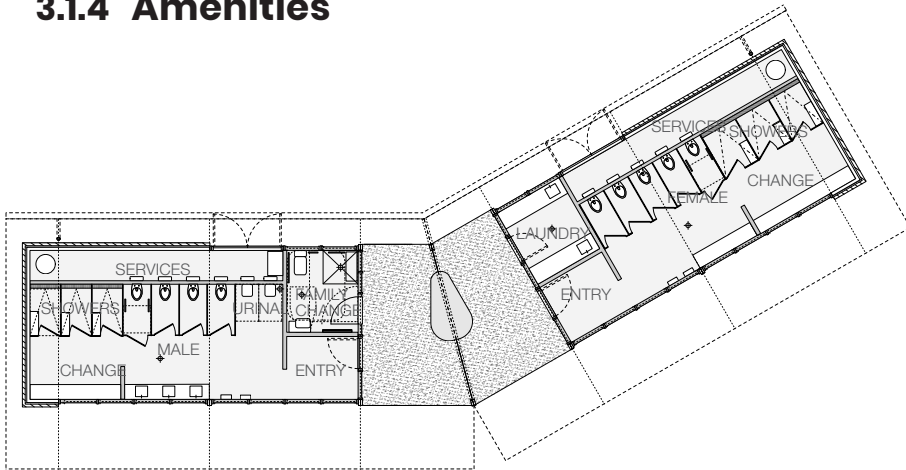 3.1.4 Amenities
SERVICES
SHOWERS
FEMALE
CHANGE
LAUNDRY
ENTRY
SERVICES
SHOWERS
URINAL
FAMILY
CHANGE
MALE
CHANGE
ENTRY